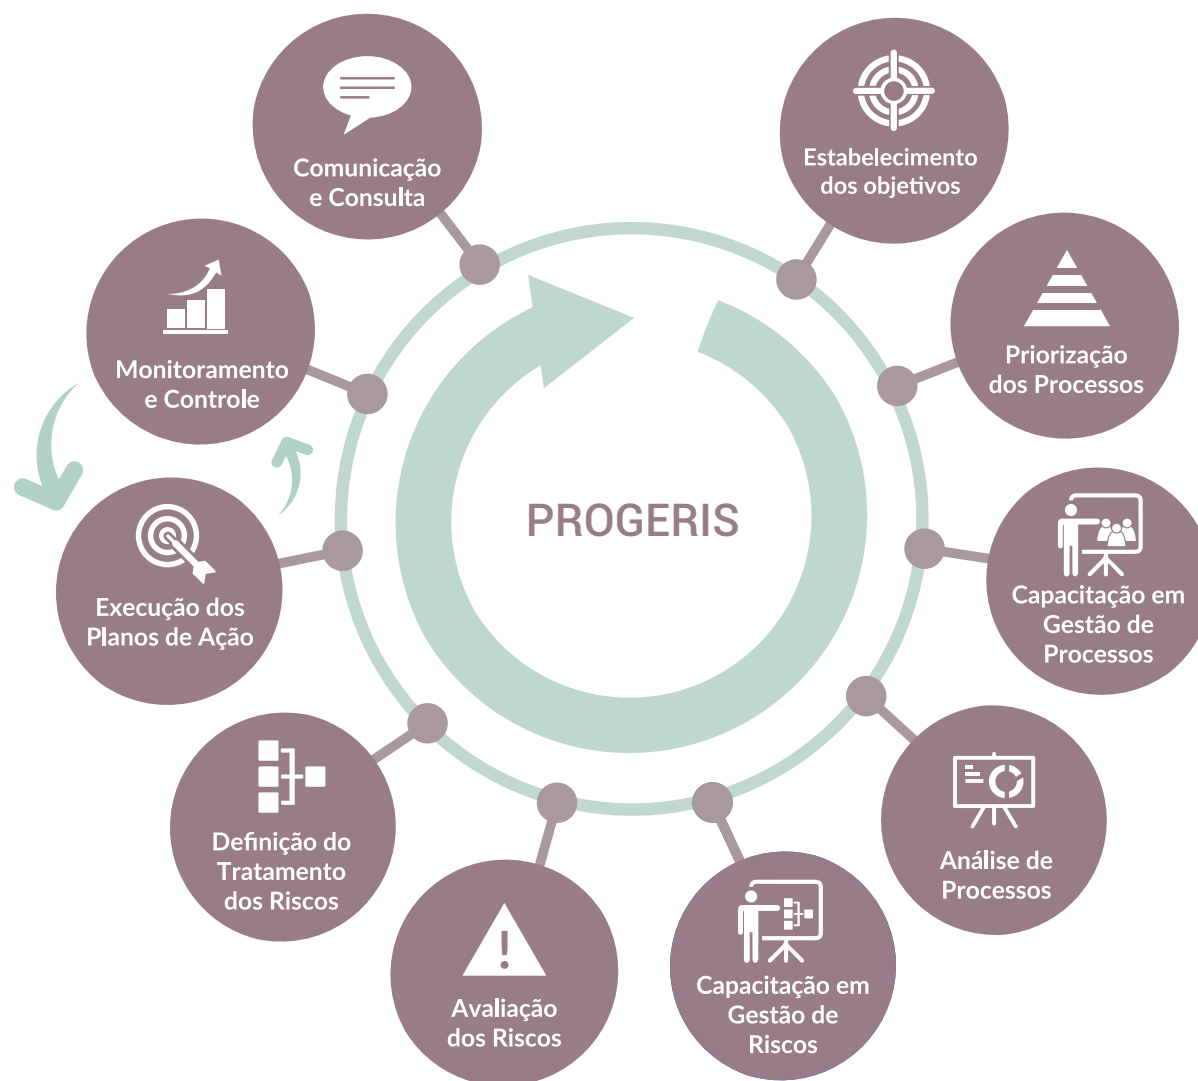 Comunicação
e Consulta
Estabelecimento
dos objetivos
Priorização
dos Processos
Monitoramento
e Controle
PROGERIS
Capacitação em
Gestão de
Processos
Execução dos
Planos de Ação
Análise de
Processos
Definição do
Tratamento
dos Riscos
Capacitação em
Gestão de
Riscos
Avaliação
dos Riscos